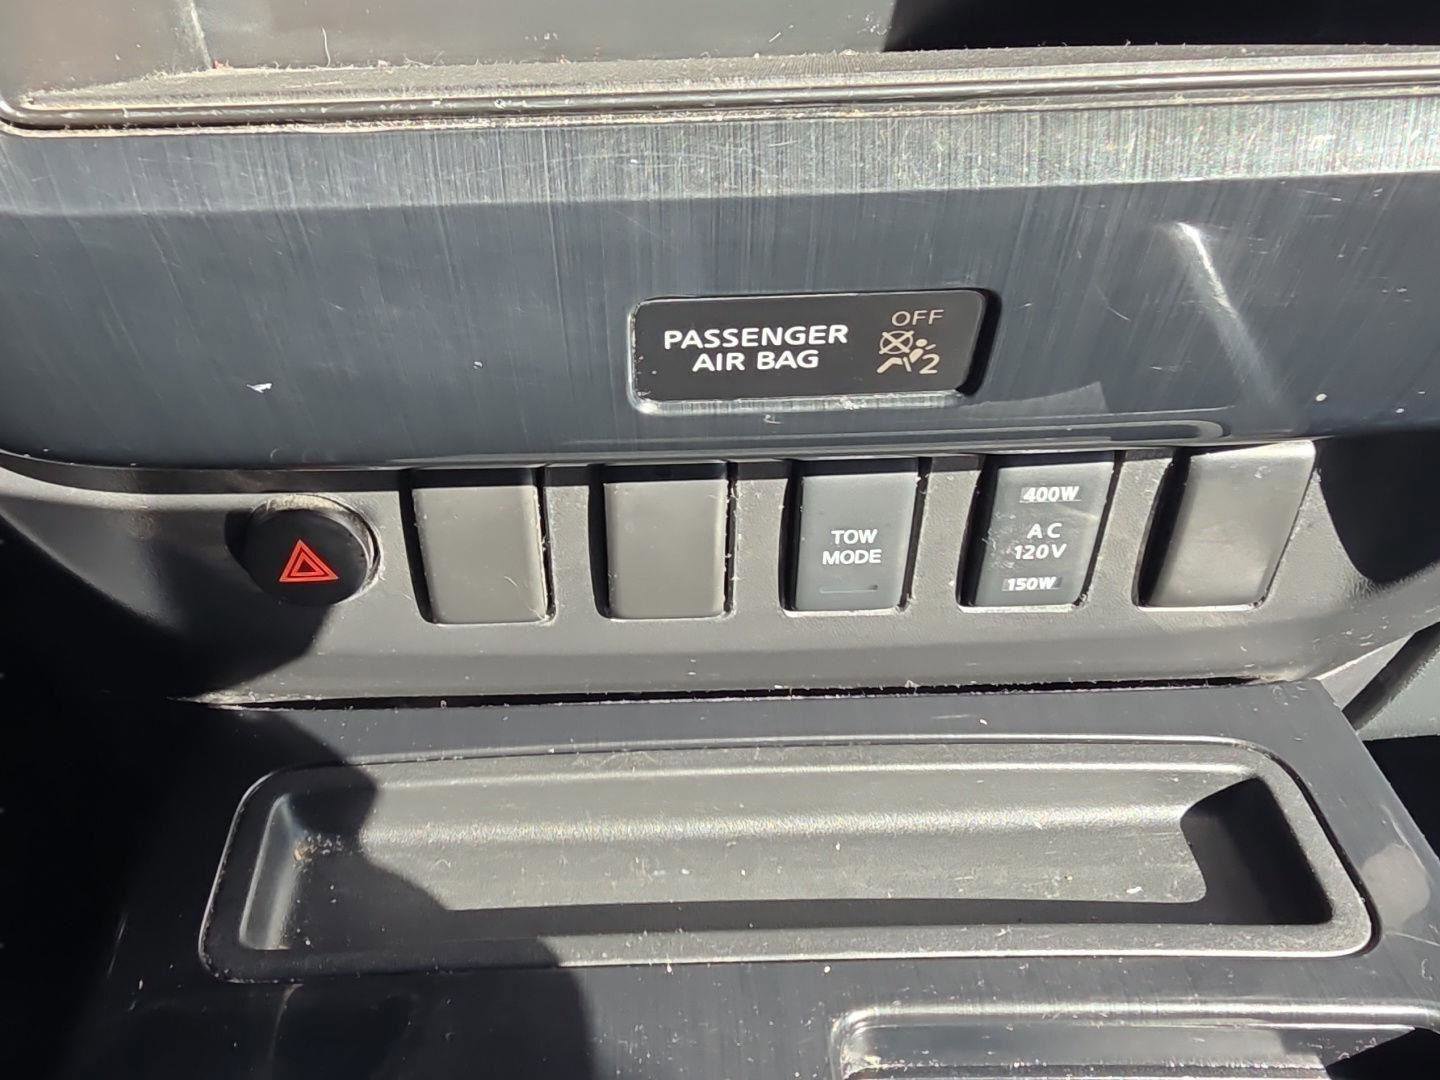 PASSENGER
AIR BAG
OFF
2
TOW
MODE
400W
AC
120V
150W